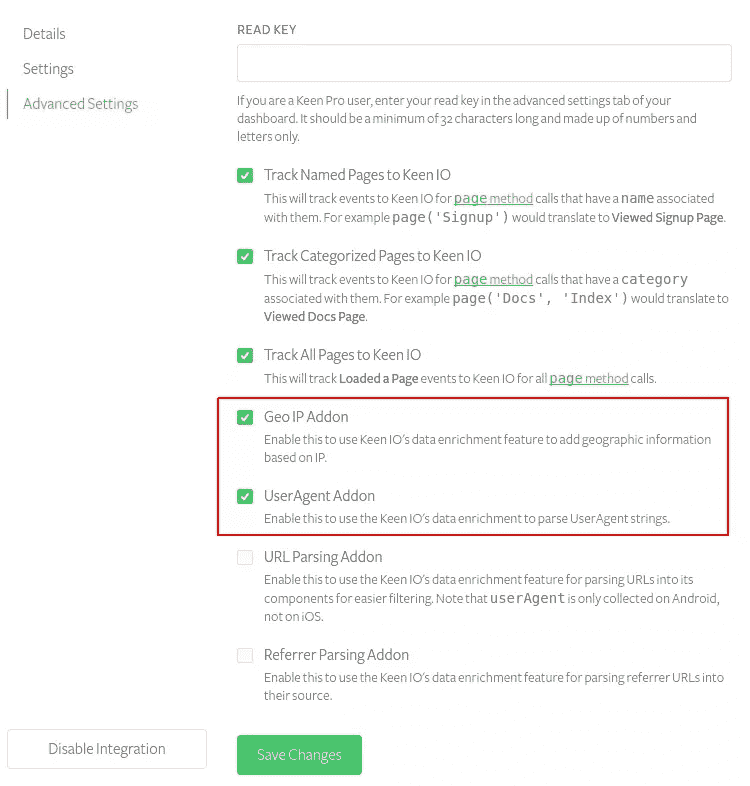 Details
Settings
Advanced Settings
READ KEY
If you are a Keen Pro user, enter your read key in the advanced settings tab of your
dashboard. It should be a minimum of 32 characters long and made up of numbers and
letters only.
Track Named Pages to Keen IO
This will track events to Keen IO for page method calls that have a name associated
with them. For example page('Signup') would translate to Viewed Signup Page.
Track Categorized Pages to Keen IO
This will track events to Keen IO for page method calls that have a category
associated with them. For example page('Docs', 'Index') would translate to
Viewed Docs Page.
Track All Pages to Keen IO
This will track Loaded a Page events to Keen IO for all page method calls.
Geo IP Addon
Enable this to use Keen IO's data enrichment feature to add geographic information
based on IP.
UserAgent Addon
Enable this to use the Keen IO's data enrichment to parse UserAgent strings.
URL Parsing Addon
Enable this to use the Keen IO's data enrichment feature for parsing URLs into its
components for easier filtering. Note that userAgent is only collected on Android,
not on iOS.
Referrer Parsing Addon
Enable this to use the Keen IO's data enrichment feature for parsing referrer URLs into
their source.
Disable Integration
Save Changes